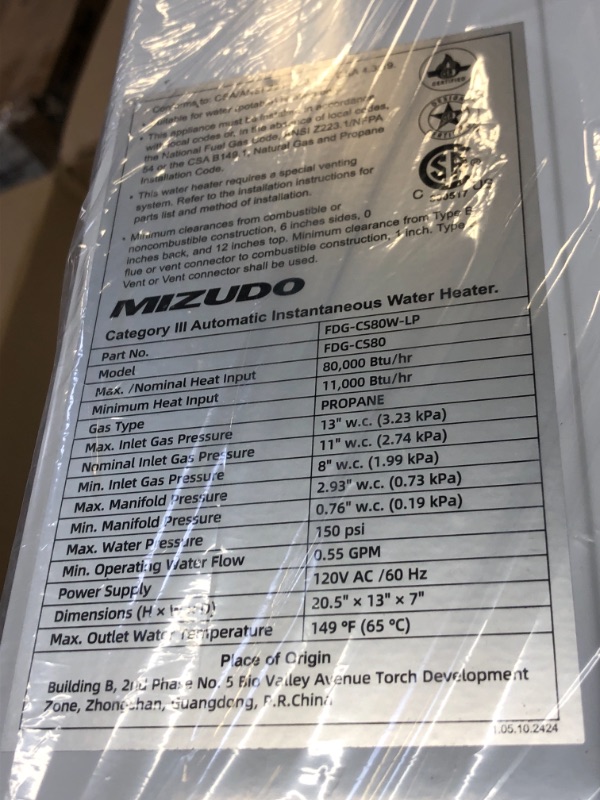 Conforms to:
• Suitable for water (potable)
• This appliance must be installed in accordance
with local codes or, in the absence of local codes,
the National Fuel Gas Code, ANSI Z223.1/NFPA
54 or the CSA B149.1, Natural Gas and Propane
Installation Code.
• This water heater requires a special venting
system. Refer to the installation instructions for
parts list and method of installation.
• Minimum clearances from combustible or
noncombustible construction, 6 inches sides, 0
inches back, and 12 inches top. Minimum clearance from Type B
flue or vent connector to combustible construction, 1 inch. Type
Vent or Vent connector shall be used.
CERTIFIED
DESIGN
C US
MIZUDO
Category III Automatic Instantaneous Water Heater.
Part No. FDG-CS80W-LP
Model FDG-CS80
Max. /Nominal Heat Input 80,000 Btu/hr
Minimum Heat Input 11,000 Btu/hr
Gas Type PROPANE
Max. Inlet Gas Pressure 13" w.c. (3.23 kPa)
Nominal Inlet Gas Pressure 11" w.c. (2.74 kPa)
Min. Inlet Gas Pressure 8" w.c. (1.99 kPa)
Max. Manifold Pressure 2.93" w.c. (0.73 kPa)
Min. Manifold Pressure 0.76" w.c. (0.19 kPa)
Max. Water Pressure 150 psi
Min. Operating Water Flow 0.55 GPM
Power Supply 120V AC /60 Hz
Dimensions (H × W × D) 20.5" × 13" × 7"
Max. Outlet Water Temperature 149 °F (65 °C)
Place of Origin
Building B, 2nd Phase No. 5 Bio Valley Avenue Torch Development
Zone, Zhongshan, Guangdong, P.R.China
1.05.10.2424